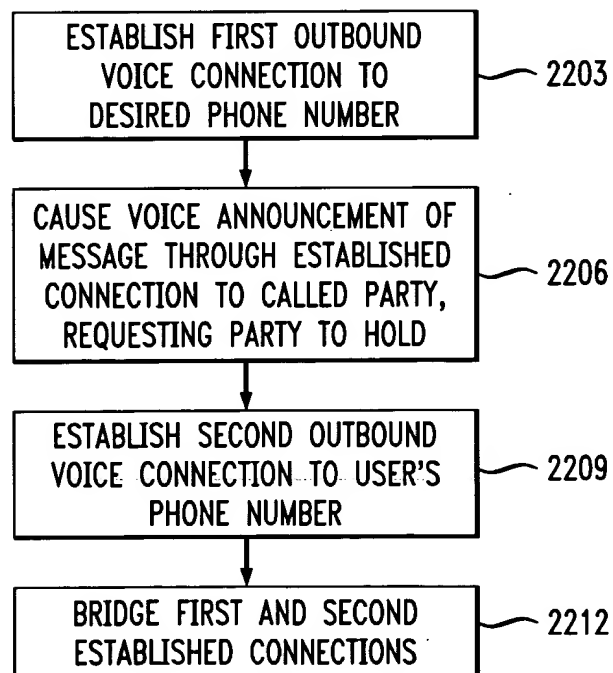 ESTABLISH FIRST OUTBOUND
VOICE CONNECTION TO
DESIRED PHONE NUMBER
2203
CAUSE VOICE ANNOUNCEMENT OF
MESSAGE THROUGH ESTABLISHED
CONNECTION TO CALLED PARTY,
REQUESTING PARTY TO HOLD
2206
ESTABLISH SECOND OUTBOUND
VOICE CONNECTION TO USER'S
PHONE NUMBER
2209
BRIDGE FIRST AND SECOND
ESTABLISHED CONNECTIONS
2212